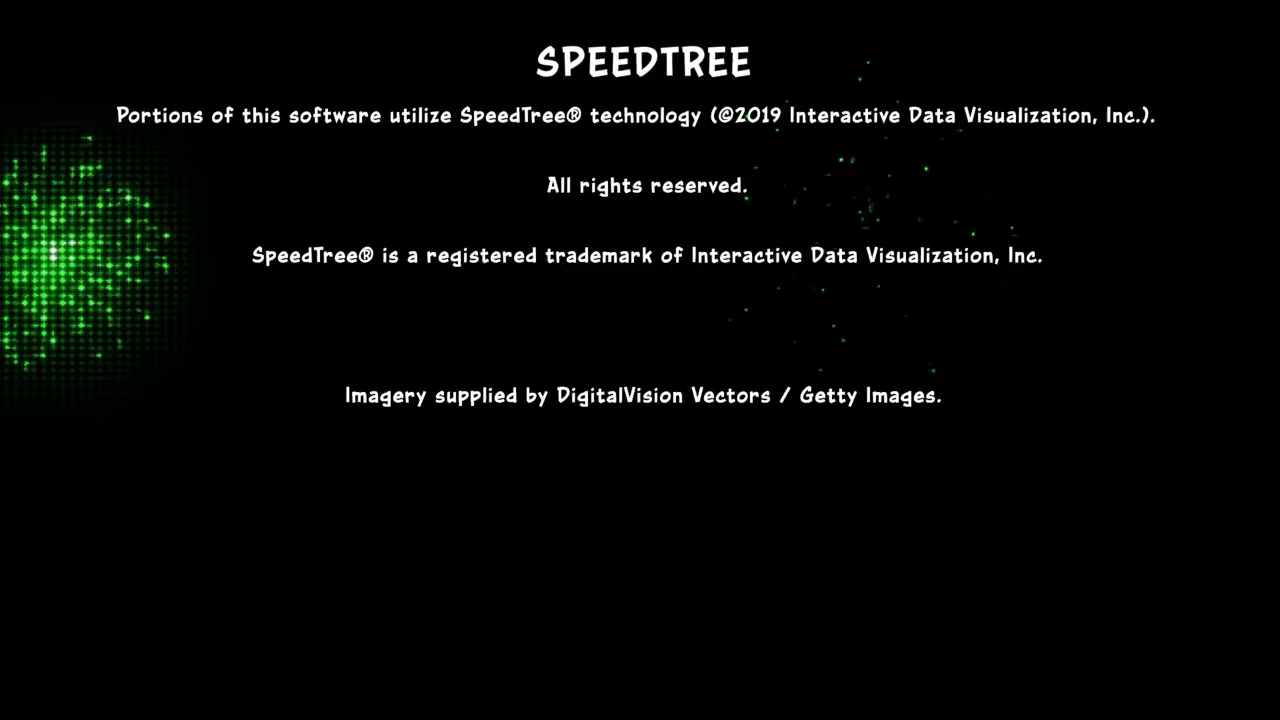 SPEEDTREE
Portions of this software utilize SpeedTree® technology (©2019 Interactive Data Visualization, Inc.).
All rights reserved.
SpeedTree® is a registered trademark of Interactive Data Visualization, Inc.
Imagery supplied by DigitalVision Vectors / Getty Images.